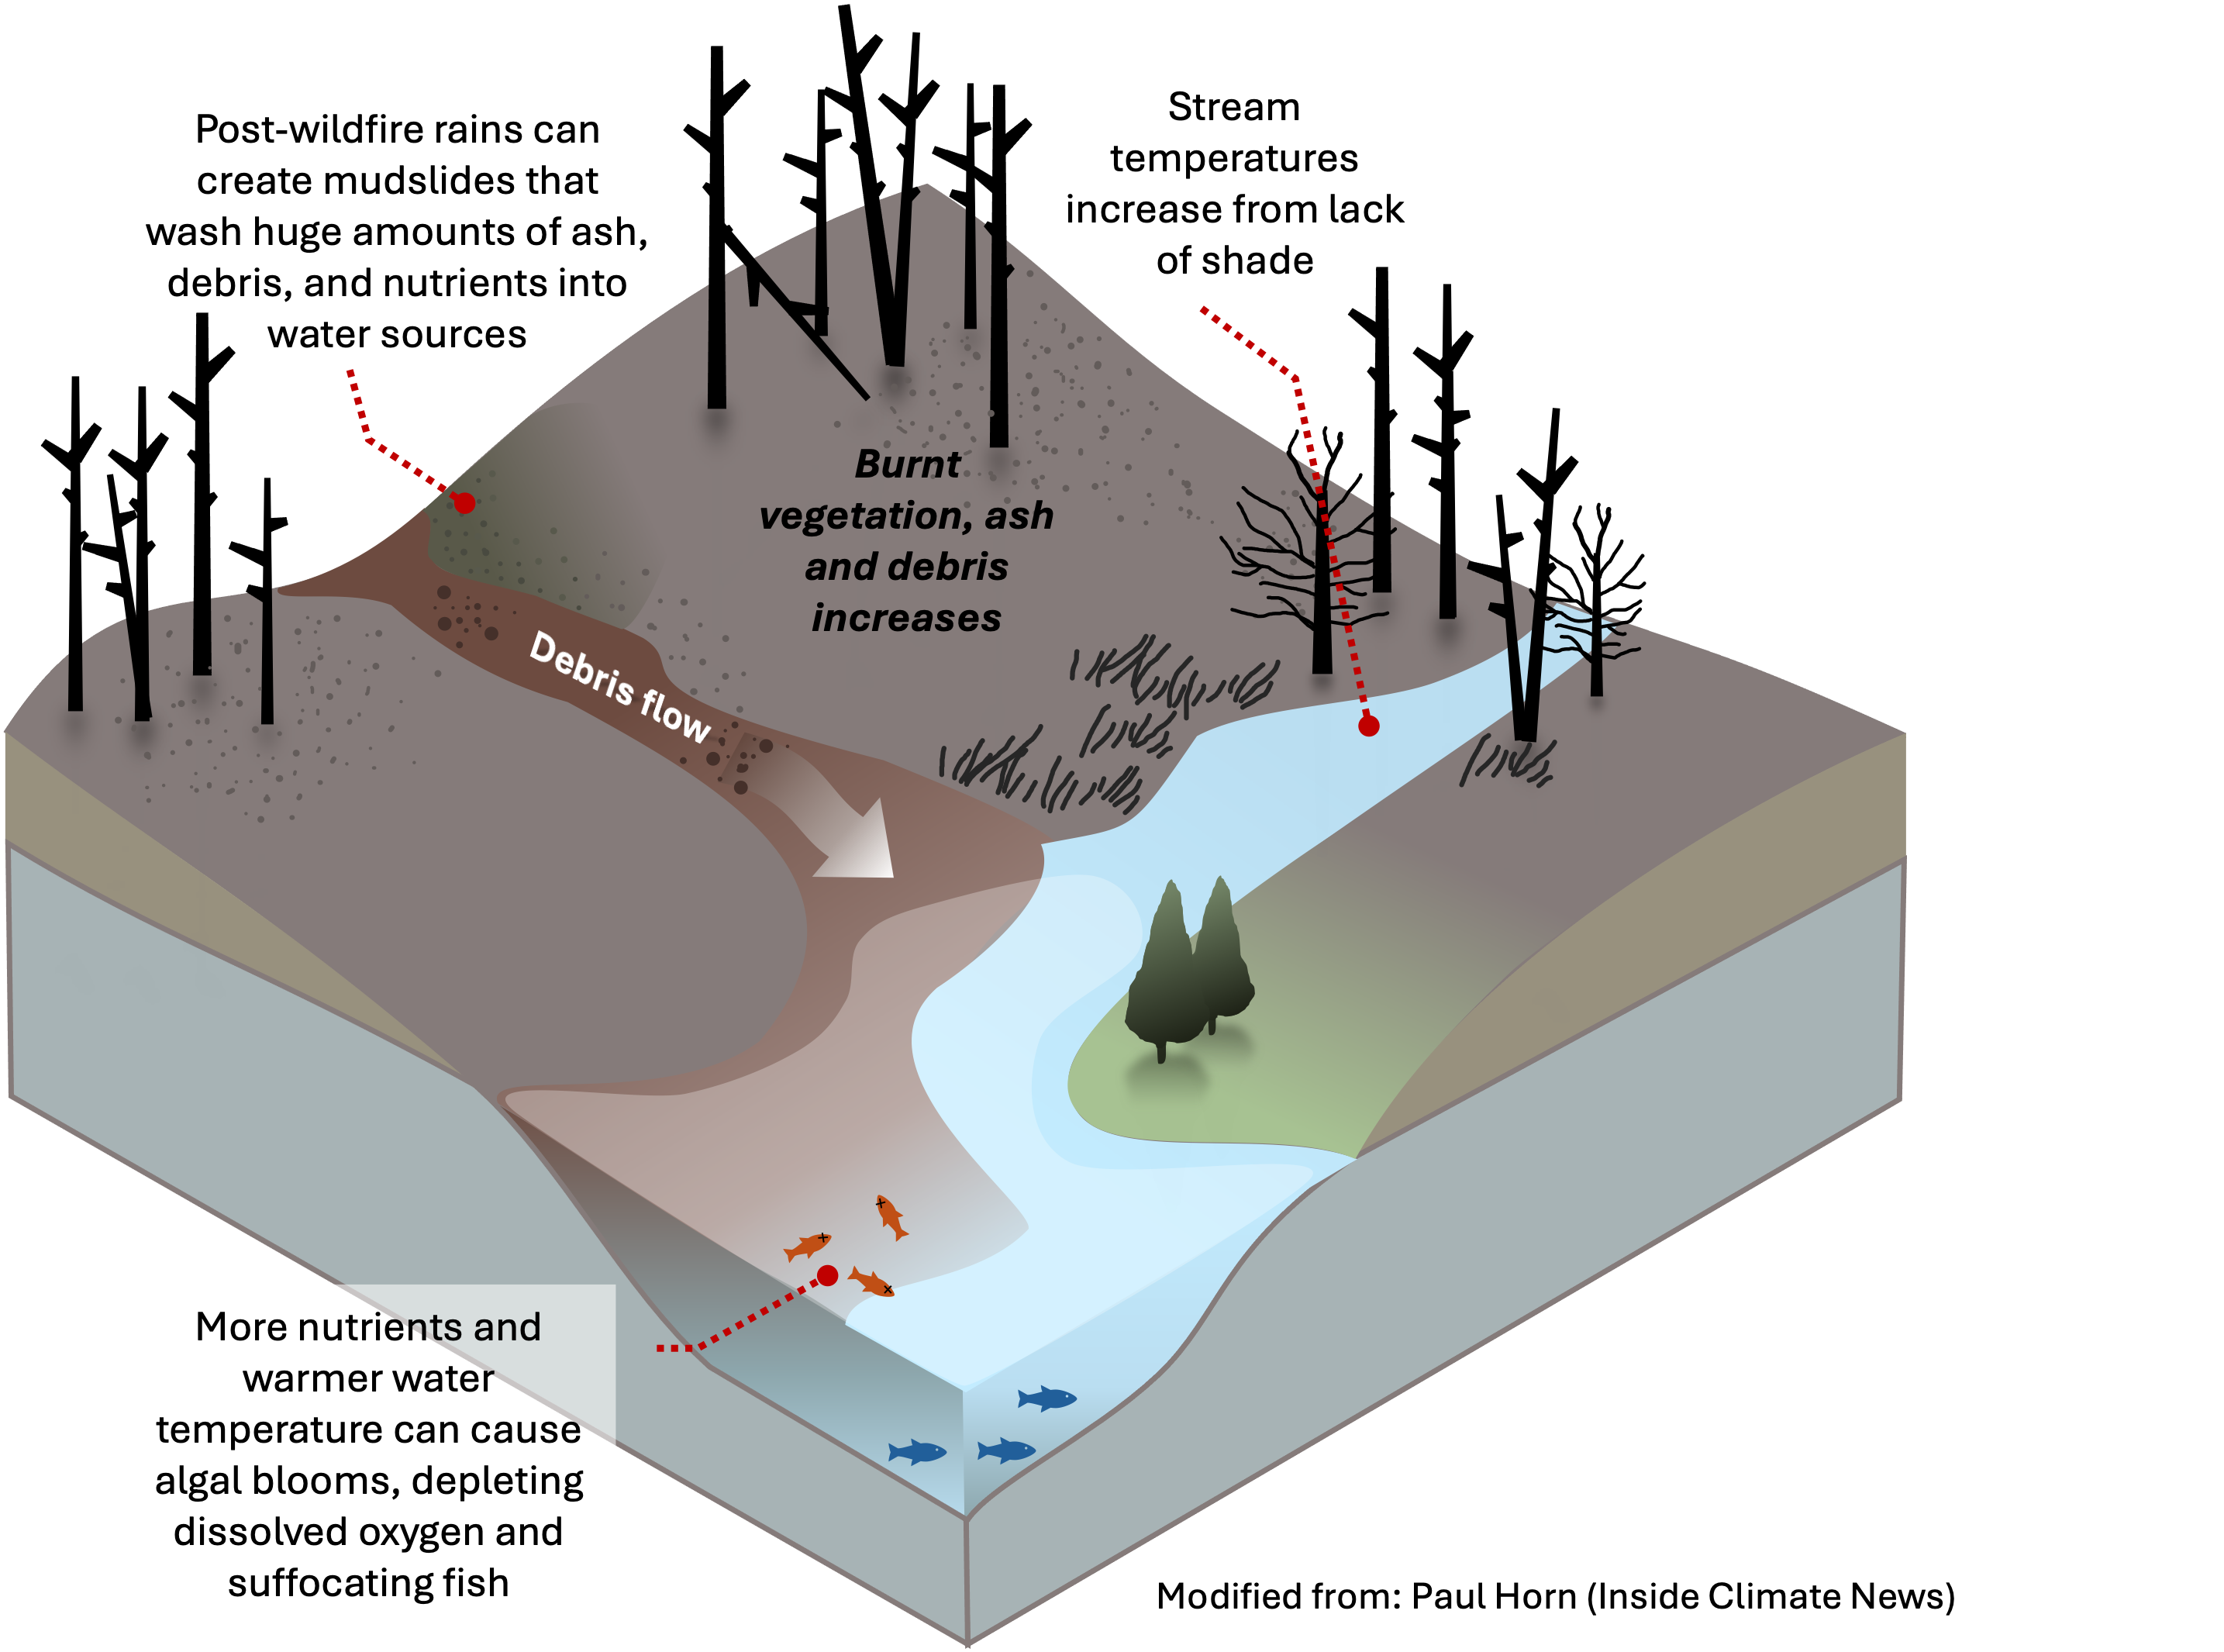 Post-wildfire rains can
create mudslides that
wash huge amounts of ash,
debris, and nutrients into
water sources
Stream
temperatures
increase from lack
of shade
Burnt
vegetation, ash
and debris
increases
Debris flow
More nutrients and
warmer water
temperature can cause
algal blooms, depleting
dissolved oxygen and
suffocating fish
Modified from: Paul Horn (Inside Climate News)